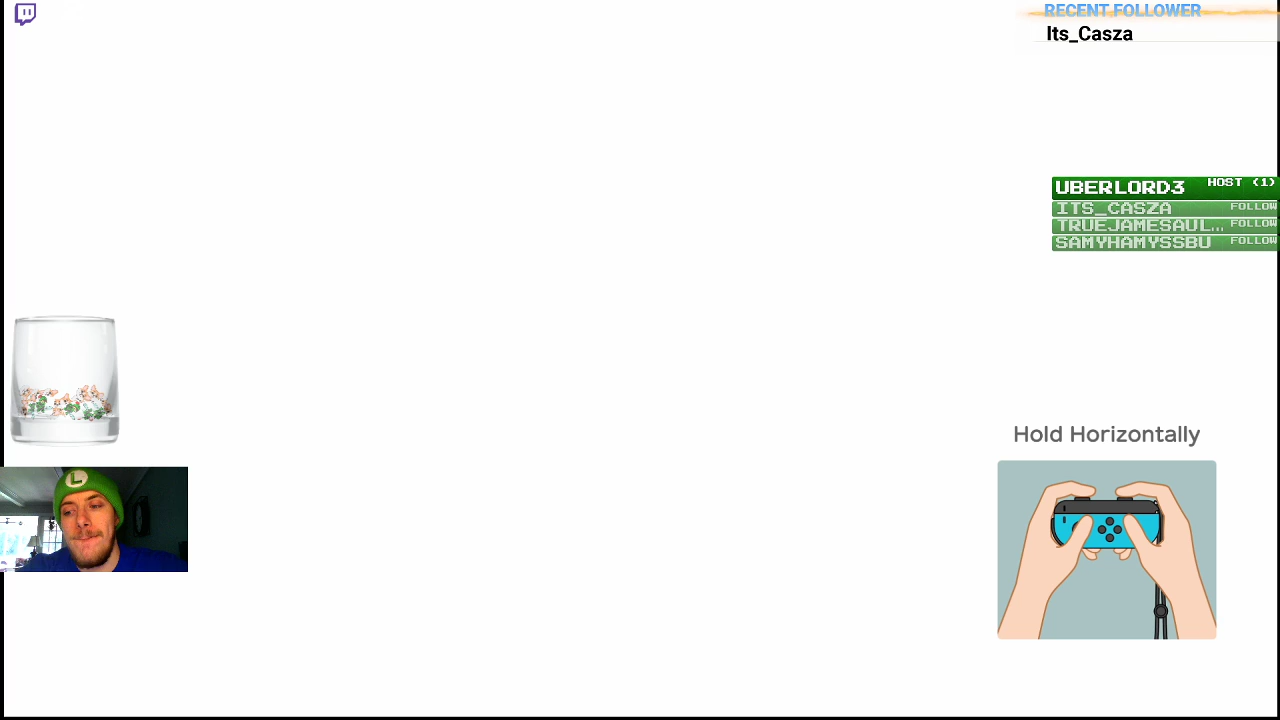 RECENT FOLLOWER
Its_Casza
UBERLORD3 HOST (1)
ITS_CASZA FOLLOW
TRUEJAMESAUL... FOLLOW
SAMYHAMYSSBU FOLLOW
Hold Horizontally
L